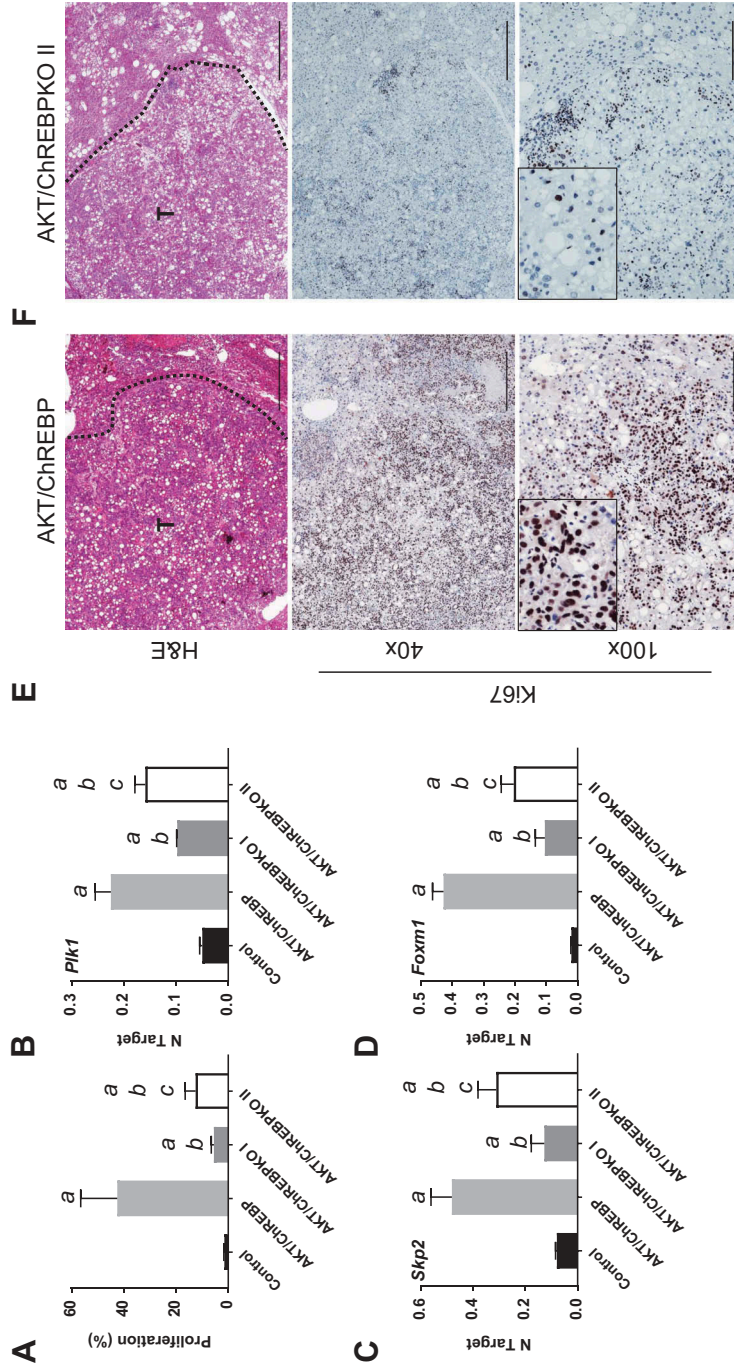 A
Proliferation (%)
60
40
20
0
a
a
b
a
b
c
Control
AKT/ChREBP
AKT/ChREBPKO I
AKT/ChREBPKO II
B
Plk1
N Target
0.3
0.2
0.1
0.0
a
a
b
a
b
c
Control
AKT/ChREBP
AKT/ChREBPKO I
AKT/ChREBPKO II
C
Skp2
N Target
0.6
0.4
0.2
0.0
a
a
b
a
b
c
Control
AKT/ChREBP
AKT/ChREBPKO I
AKT/ChREBPKO II
D
Foxm1
N Target
0.5
0.4
0.3
0.2
0.1
0.0
a
a
b
a
b
c
Control
AKT/ChREBP
AKT/ChREBPKO I
AKT/ChREBPKO II
E
AKT/ChREBP
H&E
T
Ki67
40x
100x
F
AKT/ChREBPKO II
T